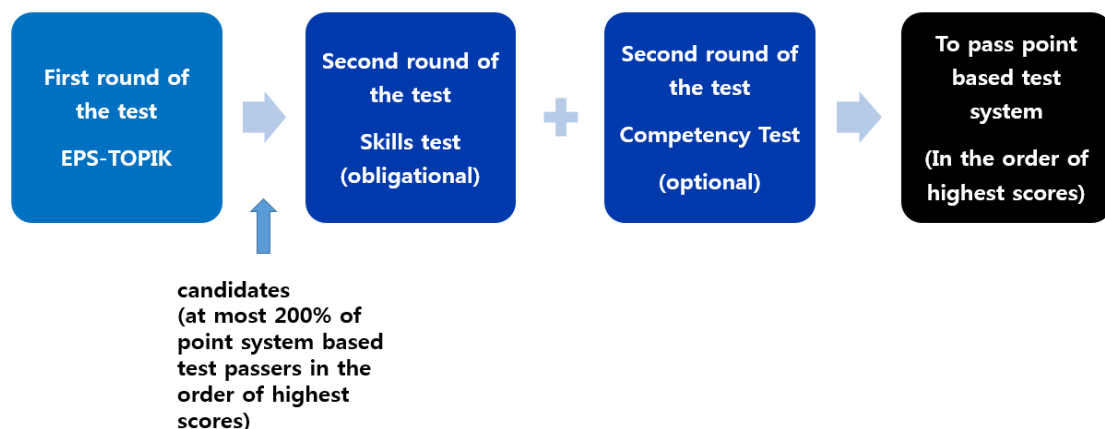 First round of
the test
EPS-TOPIK
Second round of
the test
Skills test
(obligational)
Second round of
the test
Competency Test
(optional)
To pass point
based test
system
(In the order of
highest scores)
candidates
(at most 200% of
point system based
test passers in the
order of highest
scores)